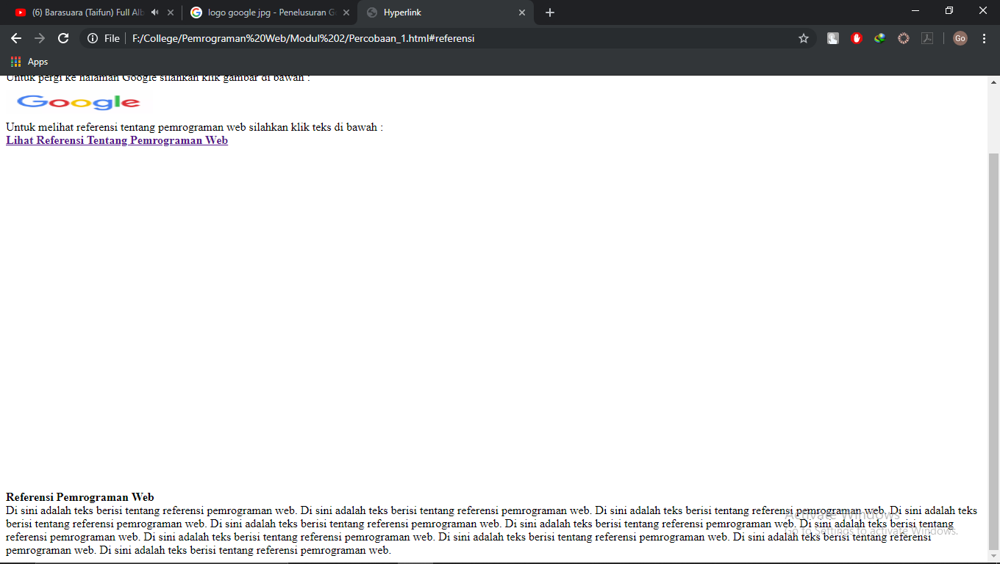 (6) Barasuara (Taifun) Full Alb
logo google jpg - Penelusuran G
Hyperlink
File
F:/College/Pemrograman%20Web/Modul%202/Percobaan_1.html#referensi
Go
Apps
Untuk pergi ke halaman Google silahkan klik gambar di bawah :
Google
Untuk melihat referensi tentang pemrograman web silahkan klik teks di bawah :
Lihat Referensi Tentang Pemrograman Web
Referensi Pemrograman Web
Di sini adalah teks berisi tentang referensi pemrograman web. Di sini adalah teks berisi tentang referensi pemrograman web. Di sini adalah teks berisi tentang referensi pemrograman web. Di sini adalah teks
berisi tentang referensi pemrograman web. Di sini adalah teks berisi tentang referensi pemrograman web. Di sini adalah teks berisi tentang referensi pemrograman web. Di sini adalah teks berisi tentang
referensi pemrograman web. Di sini adalah teks berisi tentang referensi pemrograman web. Di sini adalah teks berisi tentang referensi pemrograman web. Di sini adalah teks berisi tentang referensi
pemrograman web. Di sini adalah teks berisi tentang referensi pemrograman web.
Activate Windows
Go to Settings to activate Windows.